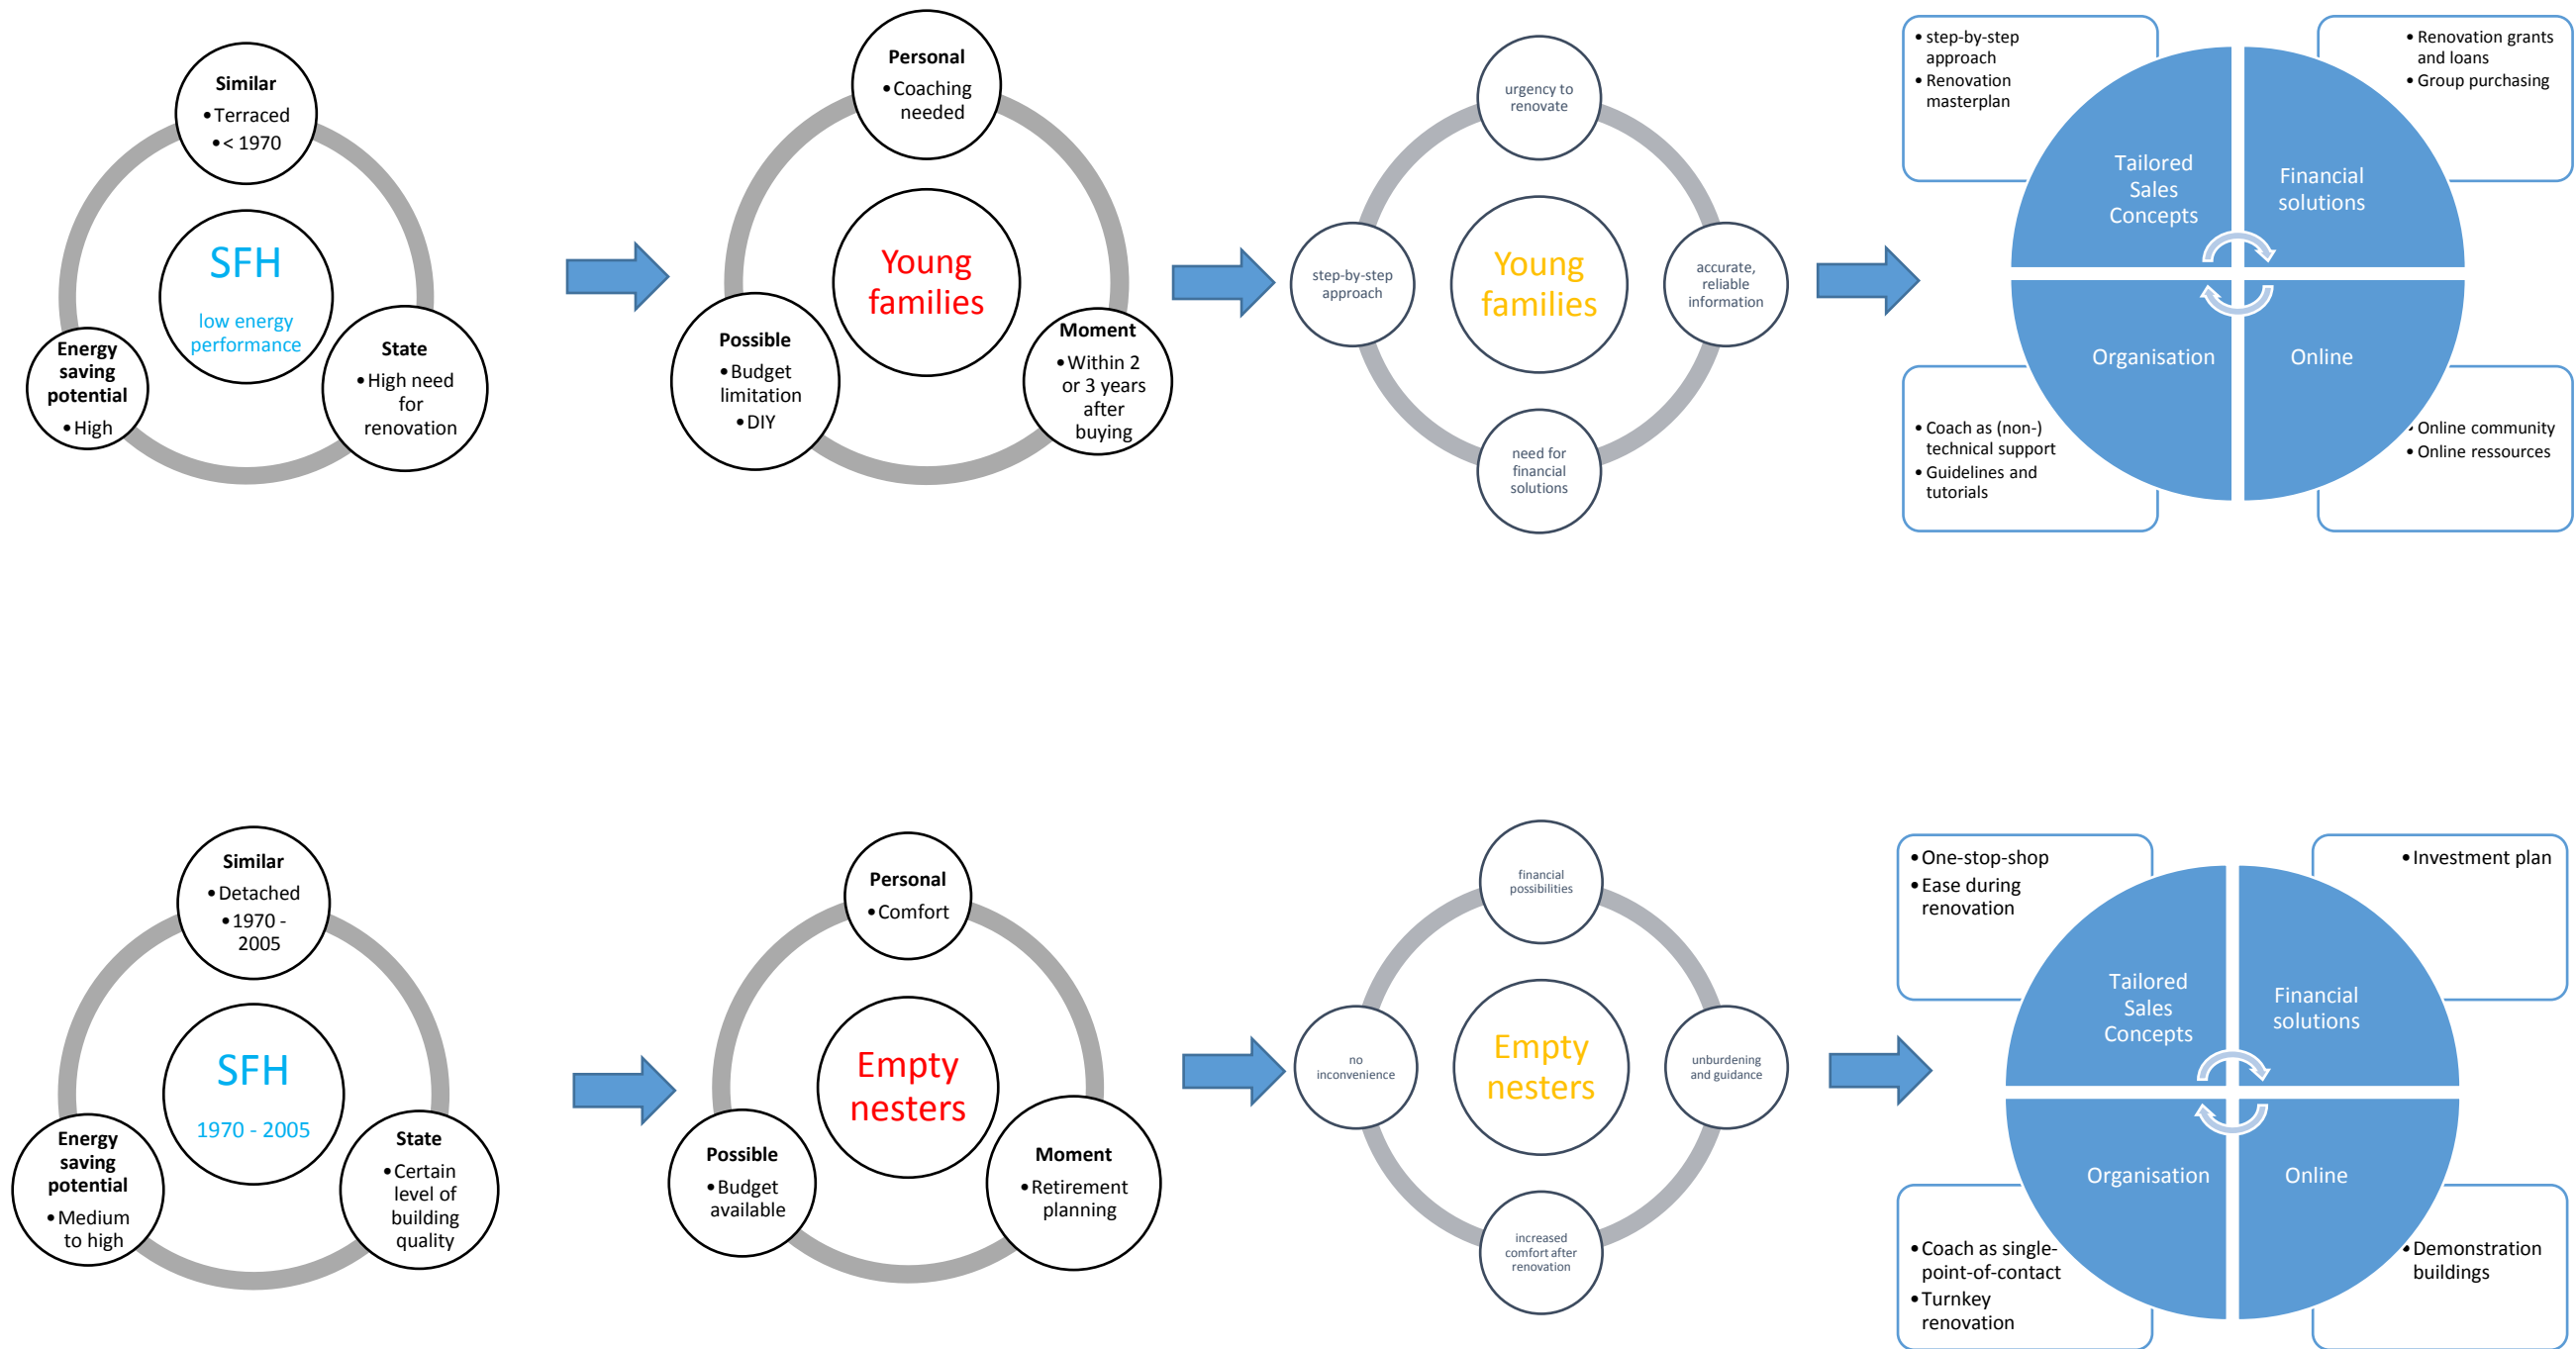 Similar
• Terraced
• < 1970
SFH
low energy
performance
Energy
saving
potential
• High
State
• High need
for
renovation
Personal
• Coaching
needed
Young
families
Possible
• Budget
limitation
• DIY
Moment
• Within 2
or 3 years
after
buying
urgency to
renovate
step-by-step
approach
Young
families
accurate,
reliable
information
need for
financial
solutions
• step-by-step
approach
• Renovation
masterplan
• Renovation grants
and loans
• Group purchasing
Tailored
Sales
Concepts
Financial
solutions
Organisation
Online
• Coach as (non-)
technical support
• Guidelines and
tutorials
• Online community
• Online ressources
Similar
• Detached
• 1970 -
2005
SFH
1970 - 2005
Energy
saving
potential
• Medium
to high
State
• Certain
level of
building
quality
Personal
• Comfort
Empty
nesters
Possible
• Budget
available
Moment
• Retirement
planning
financial
possibilities
no
inconvenience
Empty
nesters
unburdening
and guidance
increased
comfort after
renovation
• One-stop-shop
• Ease during
renovation
• Investment plan
Tailored
Sales
Concepts
Financial
solutions
Organisation
Online
• Coach as single-
point-of-contact
• Turnkey
renovation
• Demonstration
buildings